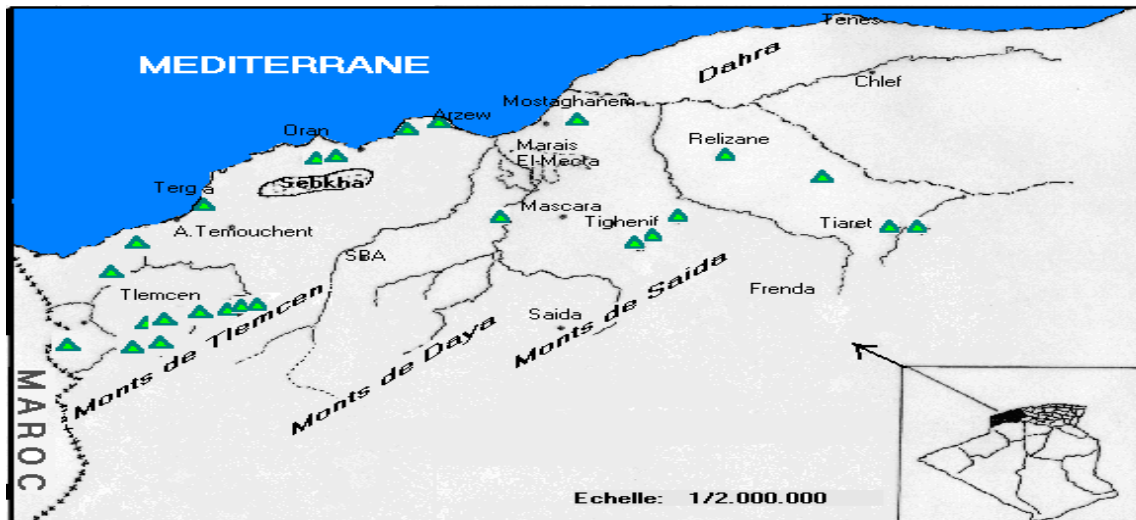 Tenes
MEDITERRANE
Dahra
Chlef
Mostaghanem
Arzew
Oran
Relizane
Marais
El-Mecta
Sebkha
Terga
Mascara
Tighenif
Tiaret
A.Temouchent
SBA
Tlemcen
Frenda
Saida
Monts de Tlemcen
Monts de Daya
Monts de Saida
MAROC
Echelle: 1/2.000.000